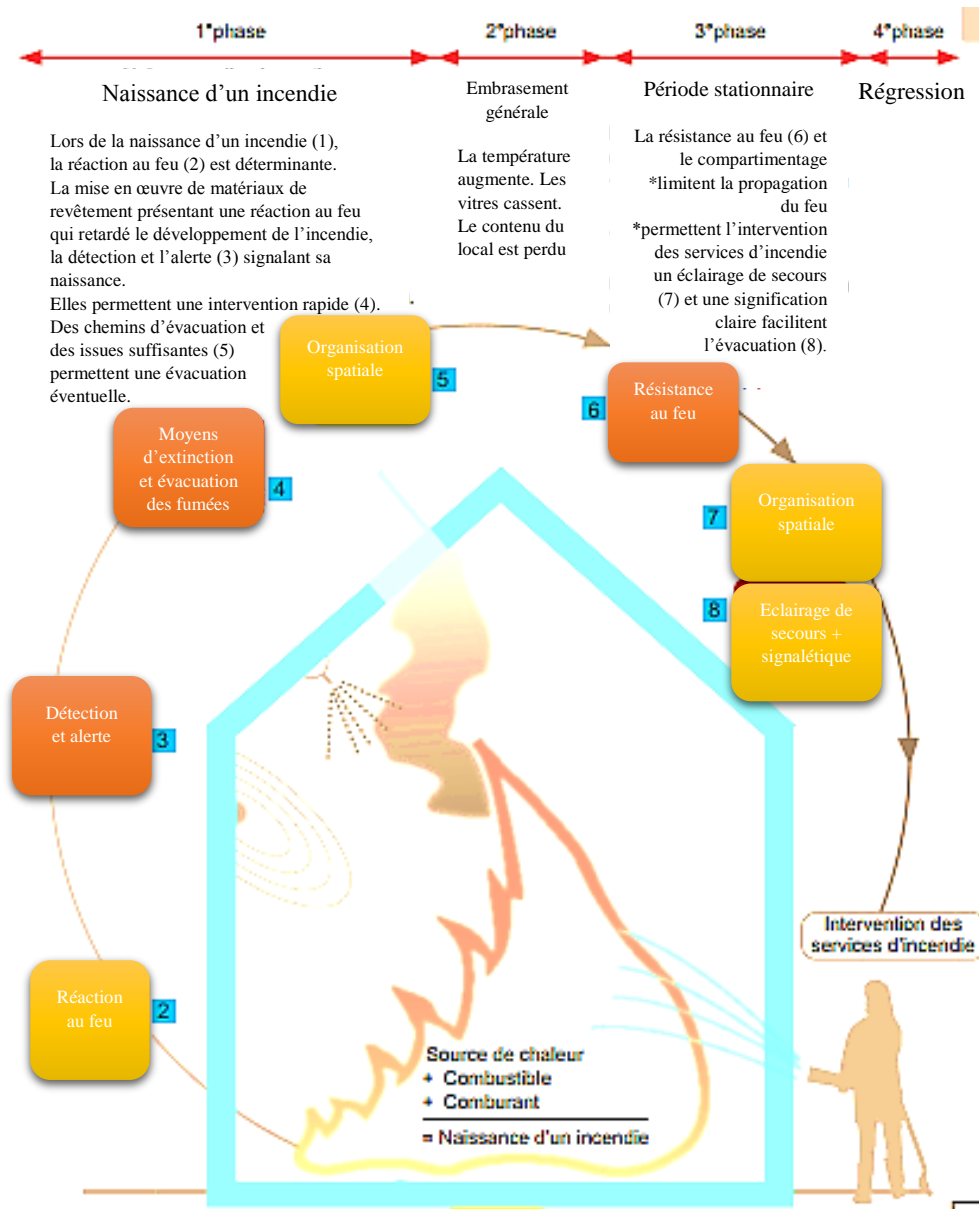 1°phase
2°phase
3°phase
4°phase
Naissance d'un incendie
Lors de la naissance d'un incendie (1),
la réaction au feu (2) est déterminante.
La mise en œuvre de matériaux de
revêtement présentant une réaction au feu
qui retardé le développement de l'incendie,
la détection et l'alerte (3) signalant sa
naissance.
Elles permettent une intervention rapide (4).
Des chemins d'évacuation et
des issues suffisantes (5)
permettent une évacuation
éventuelle.
Embrasement
générale
La température
augmente. Les
vitres cassent.
Le contenu du
local est perdu
Période stationnaire
La résistance au feu (6) et
le compartimentage
*limitent la propagation
du feu
*permettent l'intervention
des services d'incendie
un éclairage de secours
(7) et une signification
claire facilitent
l'évacuation (8).
Régression
Organisation
spatiale
5
Résistance
au feu
6
Moyens
d'extinction
et évacuation
des fumées
4
Organisation
spatiale
7
Eclairage de
secours +
signalétique
8
Détection
et alerte
3
Intervention des
services d'incendie
Réaction
au feu
2
Source de chaleur
+ Combustible
+ Comburant
= Naissance d'un incendie